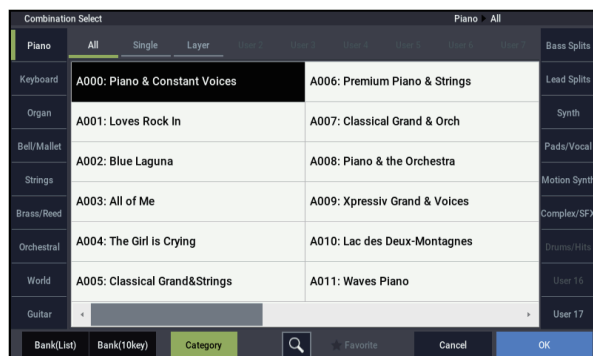 Combination Select
Piano ▶ All
Piano
Keyboard
Organ
Bell/Mallet
Strings
Brass/Reed
Orchestral
World
Guitar
All Single Layer User 2 User 3 User 4 User 5 User 6 User 7
A000: Piano & Constant Voices
A001: Loves Rock In
A002: Blue Laguna
A003: All of Me
A004: The Girl is Crying
A005: Classical Grand&Strings
A006: Premium Piano & Strings
A007: Classical Grand & Orch
A008: Piano & the Orchestra
A009: Xpressiv Grand & Voices
A010: Lac des Deux-Montagnes
A011: Waves Piano
Bass Splits
Lead Splits
Synth
Pads/Vocal
Motion Synth
Complex/SFX
Drums/Hits
User 16
User 17
Bank(List) Bank(10key) Category Favorite Cancel OK